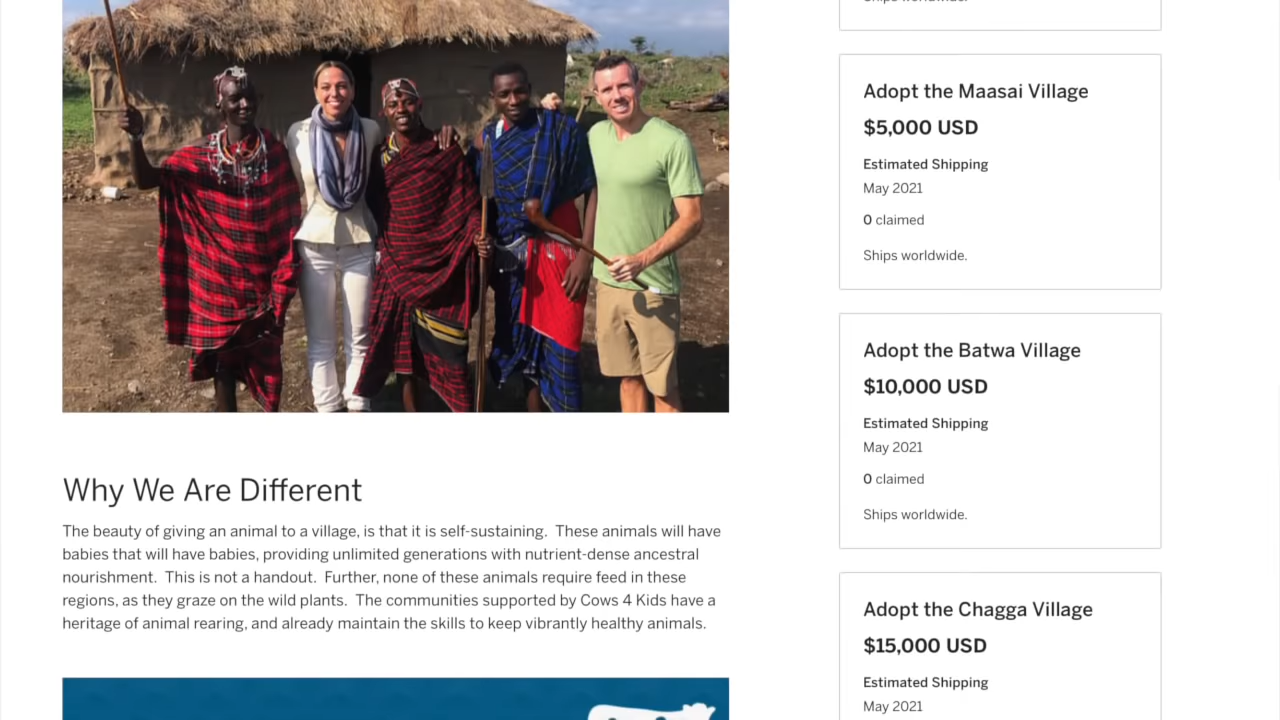 Ships worldwide.
Adopt the Maasai Village
$5,000 USD
Estimated Shipping
May 2021
0 claimed
Ships worldwide.
Adopt the Batwa Village
$10,000 USD
Estimated Shipping
May 2021
0 claimed
Ships worldwide.
Adopt the Chagga Village
$15,000 USD
Estimated Shipping
May 2021
Why We Are Different
The beauty of giving an animal to a village, is that it is self-sustaining. These animals will have
babies that will have babies, providing unlimited generations with nutrient-dense ancestral
nourishment. This is not a handout. Further, none of these animals require feed in these
regions, as they graze on the wild plants. The communities supported by Cows 4 Kids have a
heritage of animal rearing, and already maintain the skills to keep vibrantly healthy animals.